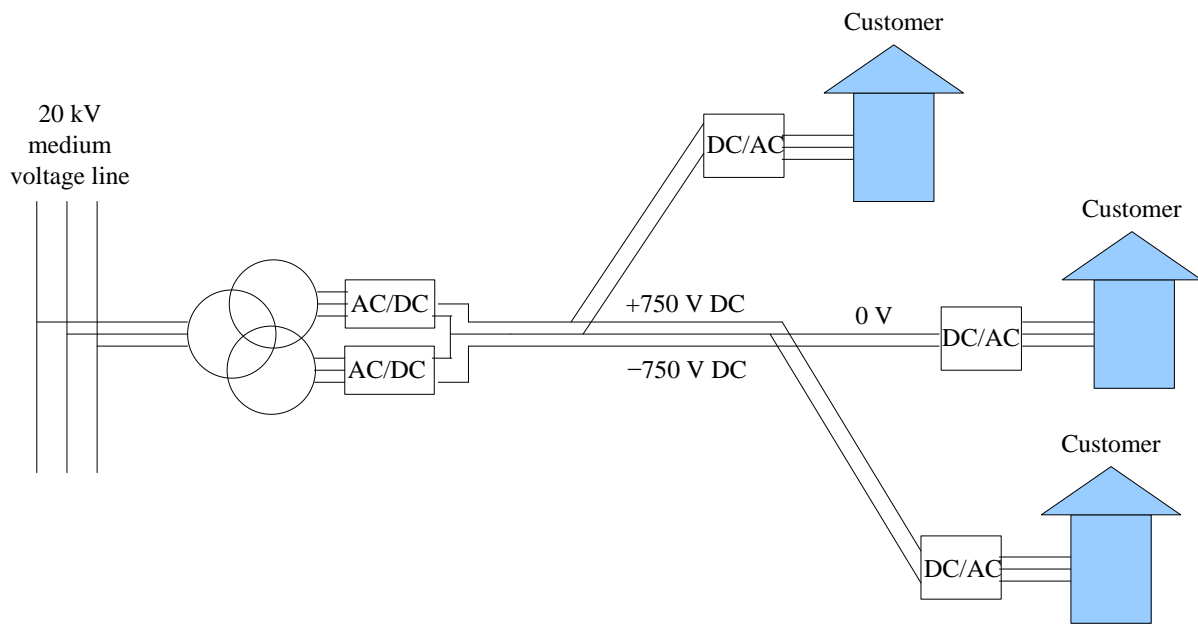 20 kV
medium
voltage line
Customer
DC/AC
Customer
AC/DC
+750 V DC
0 V
DC/AC
AC/DC
−750 V DC
Customer
DC/AC